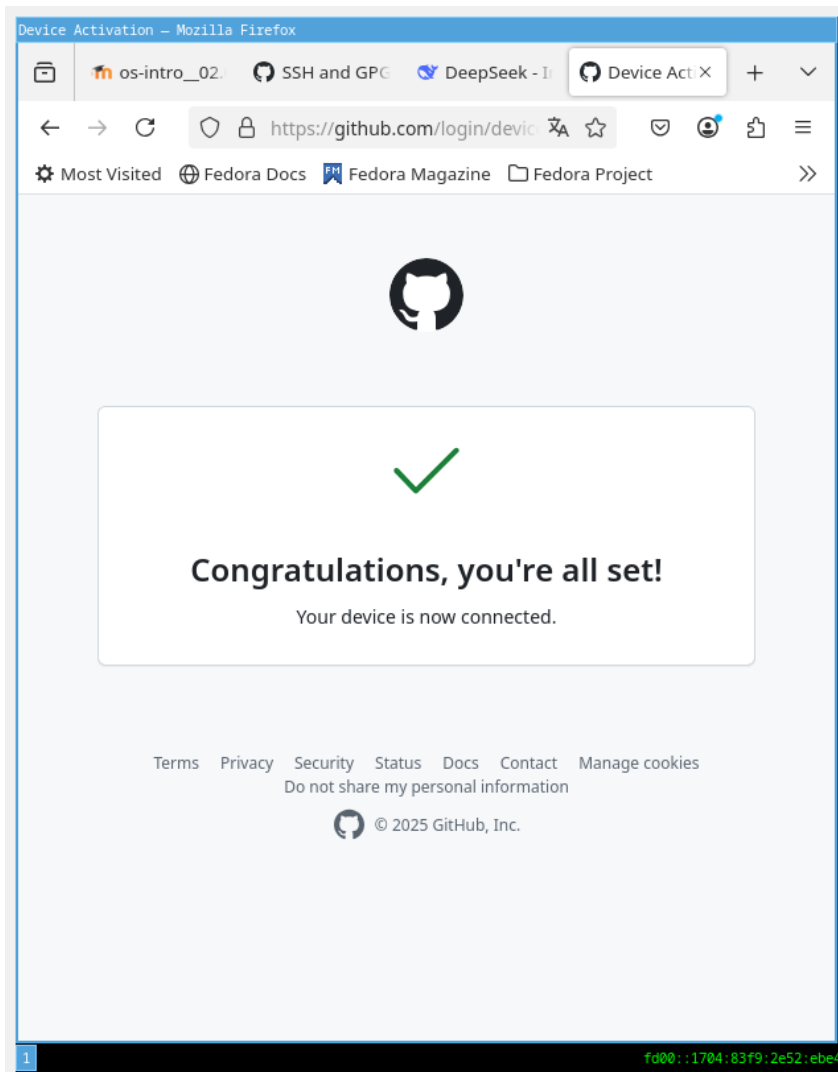 Device Activation — Mozilla Firefox
os-intro__02. SSH and GPG DeepSeek - I Device Act
https://github.com/login/devic
Most Visited Fedora Docs Fedora Magazine Fedora Project
Congratulations, you're all set!
Your device is now connected.
Terms Privacy Security Status Docs Contact Manage cookies
Do not share my personal information
© 2025 GitHub, Inc.
1 fd00::1704:83f9:2e52:ebe4